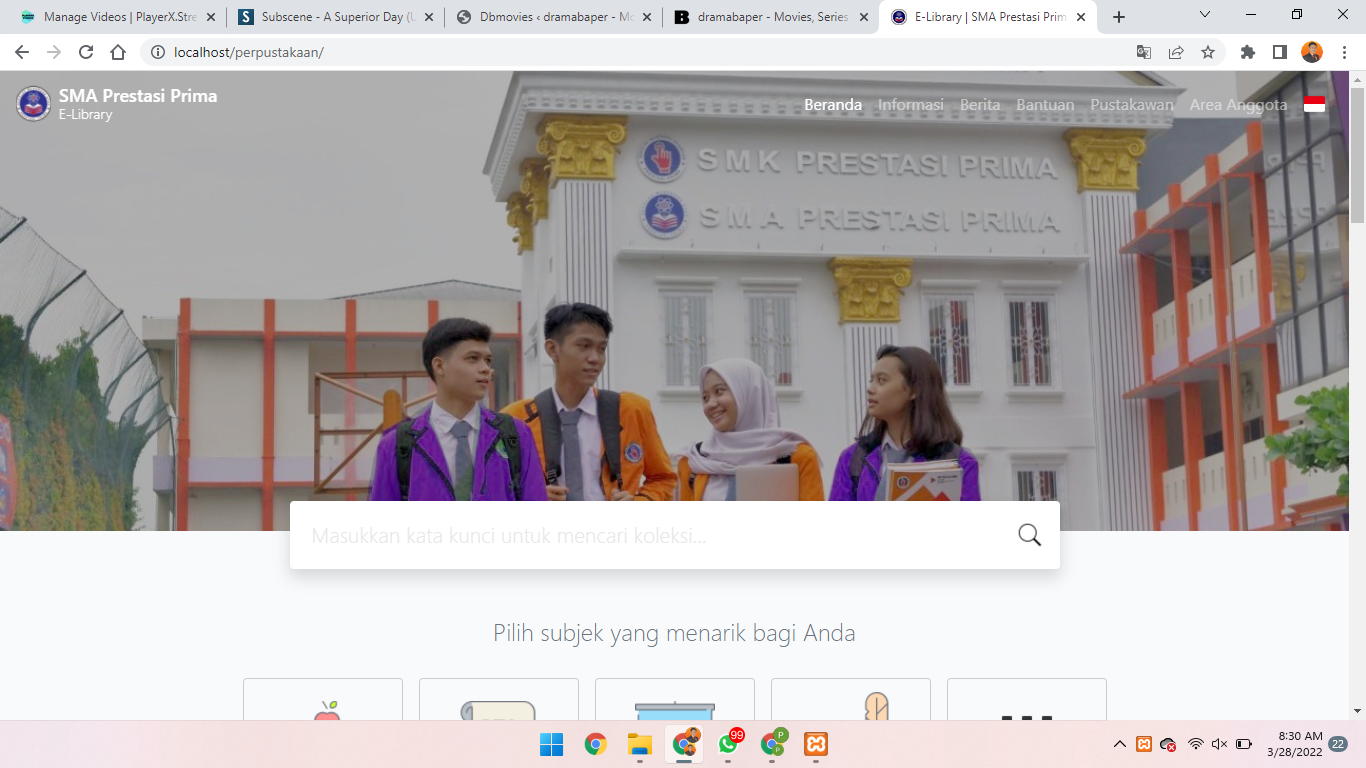 Manage Videos | PlayerX.Stre
Subscene - A Superior Day (U
Dbmovies ‹ dramabaper - Mo
dramabaper - Movies, Series
E-Library | SMA Prestasi Prim
localhost/perpustakaan/
SMA Prestasi Prima
E-Library
Beranda Informasi Berita Bantuan Pustakawan Area Anggota
SMK PRESTASI PRIMA
SMA PRESTASI PRIMA
Masukkan kata kunci untuk mencari koleksi...
Pilih subjek yang menarik bagi Anda
99
P
P
8:30 AM
3/28/2022
22